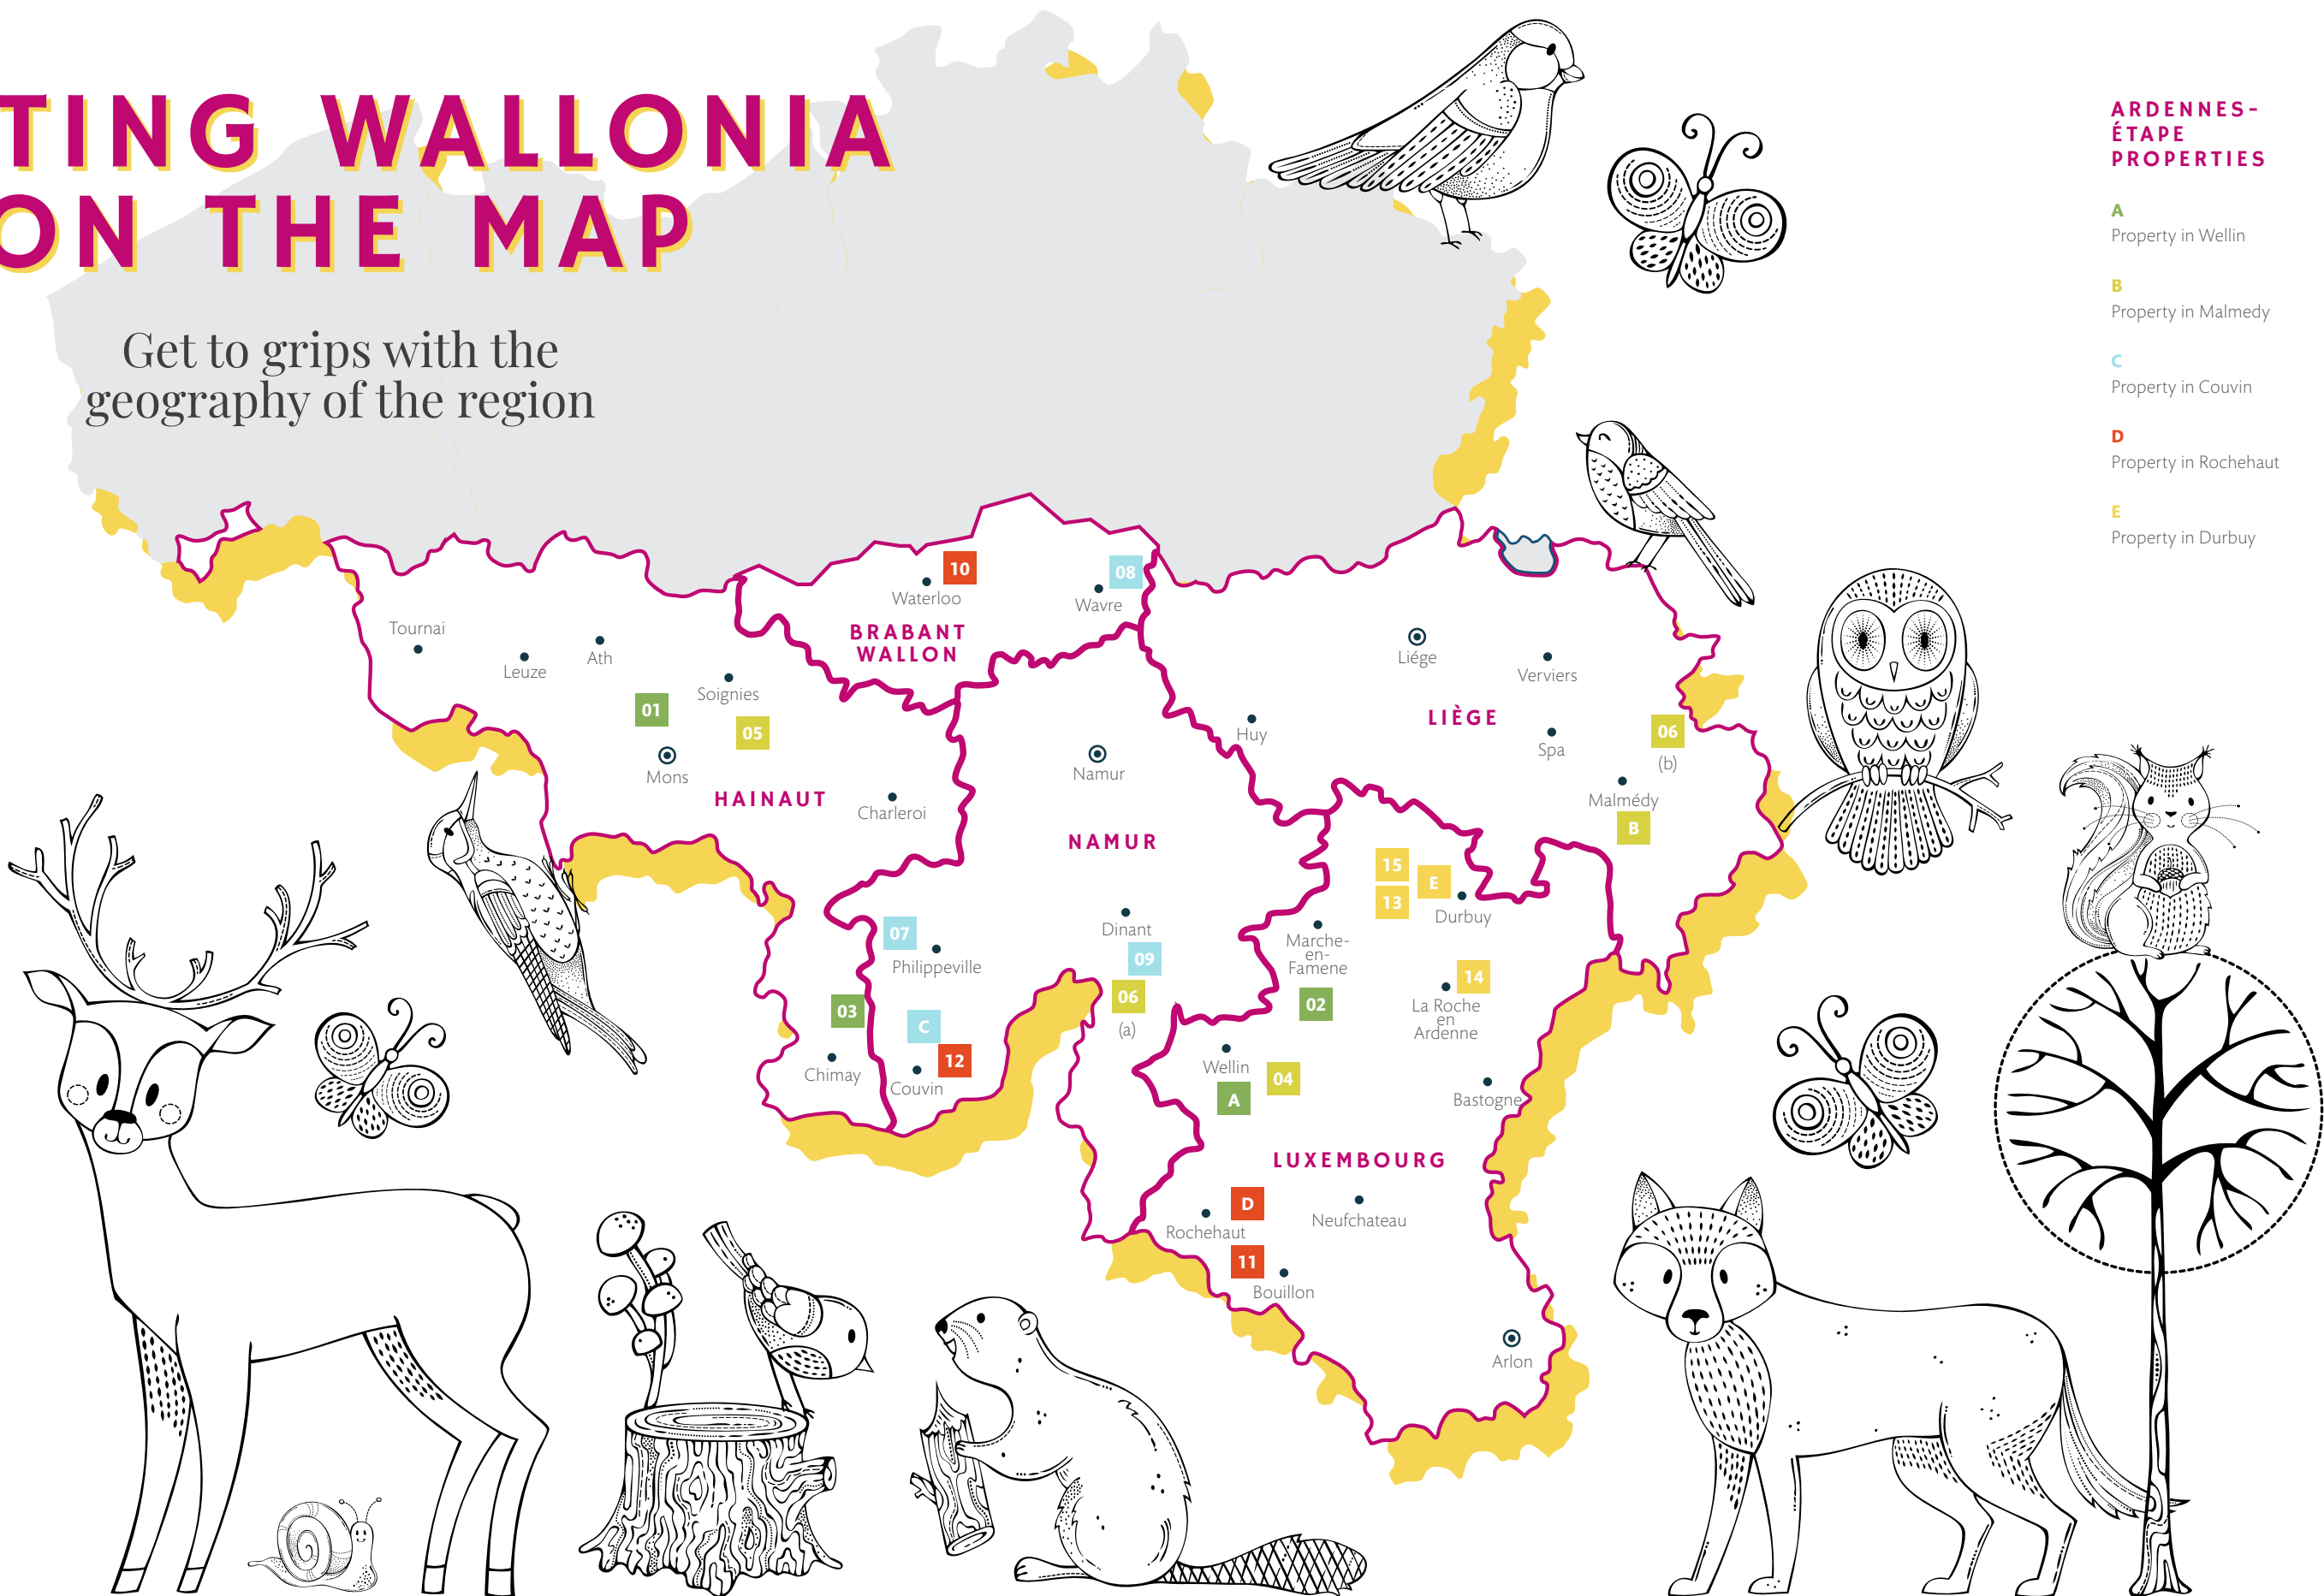 TING WALLONIA
ON THE MAP
Get to grips with the
geography of the region
ARDENNES-
ÉTAPE
PROPERTIES
A
Property in Wellin
B
Property in Malmedy
C
Property in Couvin
D
Property in Rochehaut
E
Property in Durbuy
10
Waterloo
08
Wavre
BRABANT
WALLON
Tournai
Leuze
Ath
Soignies
01
05
Mons
HAINAUT
Charleroi
Liége
Verviers
LIÈGE
Huy
Spa
06
(b)
Malmédy
B
Namur
NAMUR
15
E
13
Durbuy
07
Philippeville
Dinant
09
06
(a)
Marche-
en-
Famene
02
14
La Roche
en
Ardenne
03
C
12
Chimay
Couvin
Wellin
04
A
Bastogne
LUXEMBOURG
D
Rochehaut
Neufchateau
11
Bouillon
Arlon